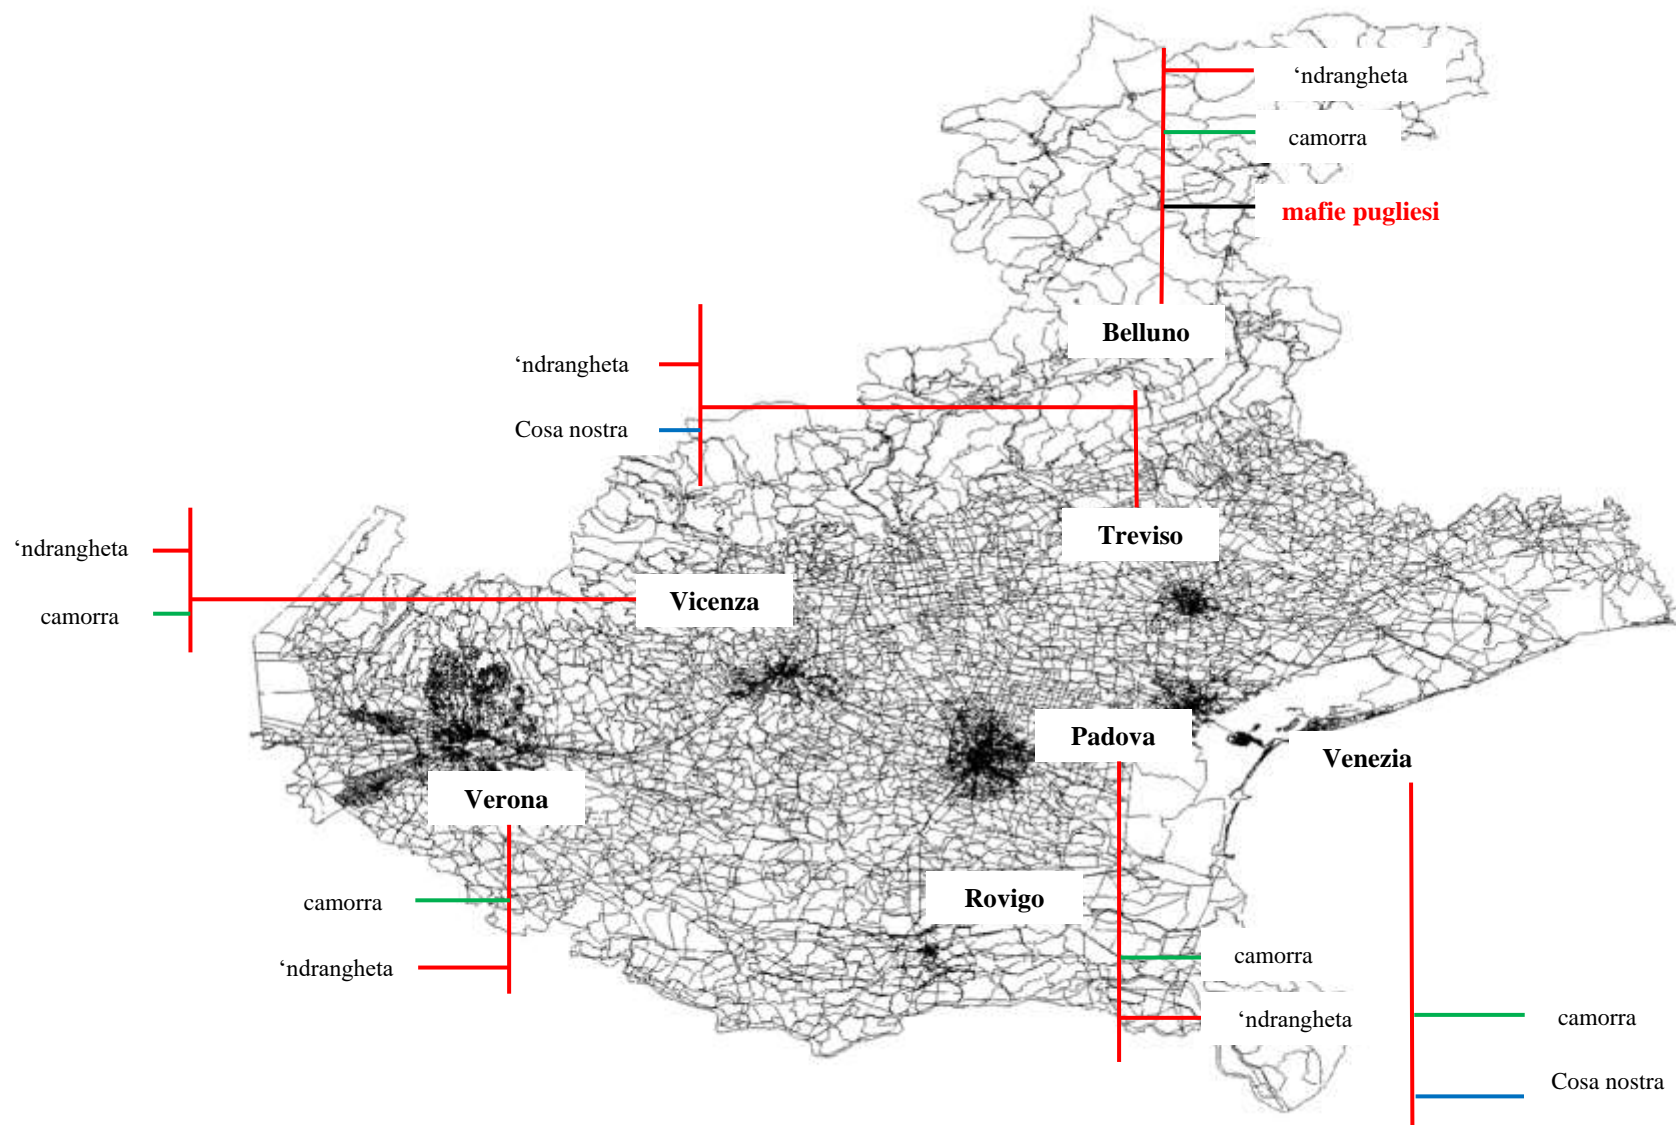 ‘ndrangheta
camorra
mafie pugliesi
Belluno
‘ndrangheta
Cosa nostra
Treviso
‘ndrangheta
camorra
Vicenza
Padova
Venezia
Verona
camorra
‘ndrangheta
Rovigo
camorra
‘ndrangheta
camorra
Cosa nostra